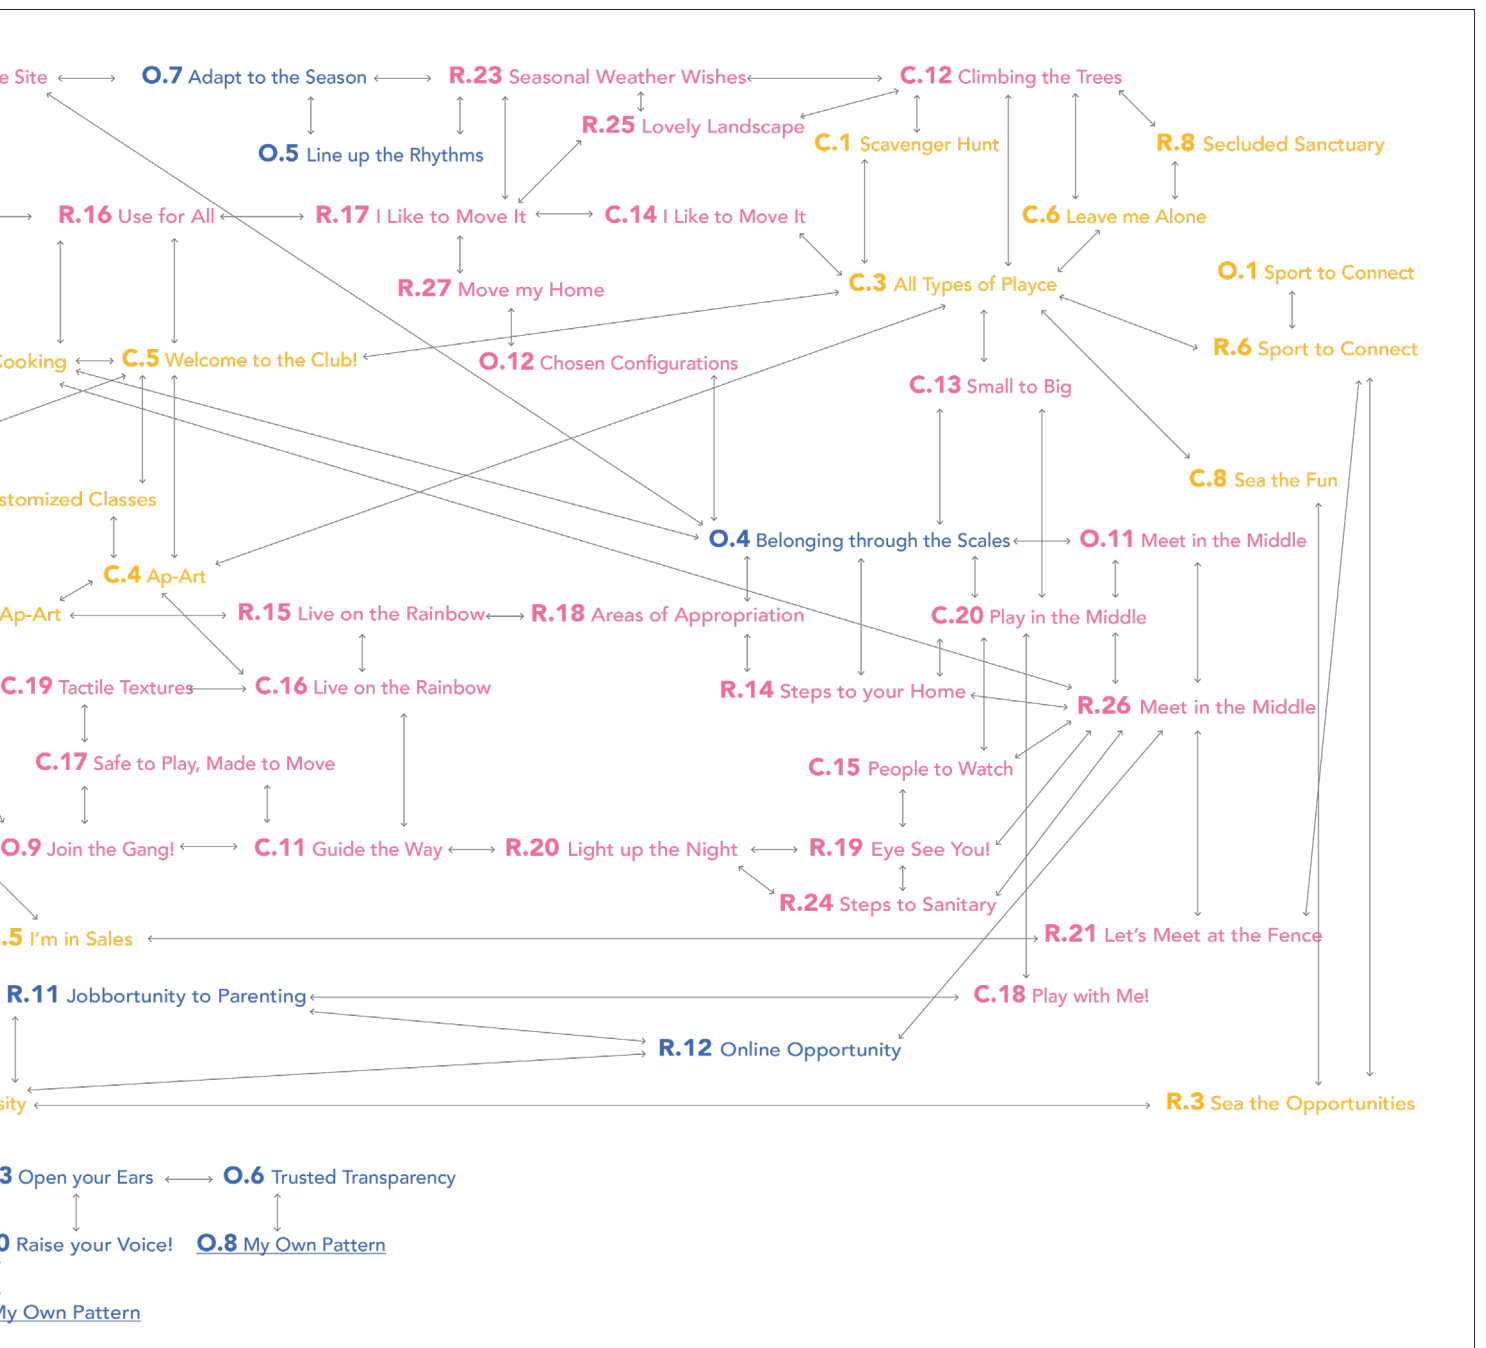 e Site
O.7 Adapt to the Season
R.23 Seasonal Weather Wishes
C.12 Climbing the Trees
R.25 Lovely Landscape
C.1 Scavenger Hunt
R.8 Secluded Sanctuary
O.5 Line up the Rhythms
R.16 Use for All
R.17 I Like to Move It
C.14 I Like to Move It
C.6 Leave me Alone
O.1 Sport to Connect
R.27 Move my Home
C.3 All Types of Playce
R.6 Sport to Connect
Cooking
C.5 Welcome to the Club!
O.12 Chosen Configurations
C.13 Small to Big
C.8 Sea the Fun
stomized Classes
O.4 Belonging through the Scales
O.11 Meet in the Middle
C.4 Ap-Art
Ap-Art
R.15 Live on the Rainbow
R.18 Areas of Appropriation
C.20 Play in the Middle
C.19 Tactile Textures
C.16 Live on the Rainbow
R.14 Steps to your Home
R.26 Meet in the Middle
C.17 Safe to Play, Made to Move
C.15 People to Watch
O.9 Join the Gang!
C.11 Guide the Way
R.20 Light up the Night
R.19 Eye See You!
R.24 Steps to Sanitary
.5 I'm in Sales
R.21 Let's Meet at the Fence
R.11 Jobbortunity to Parenting
C.18 Play with Me!
R.12 Online Opportunity
sity
R.3 Sea the Opportunities
3 Open your Ears
O.6 Trusted Transparency
0 Raise your Voice!
O.8 My Own Pattern
My Own Pattern